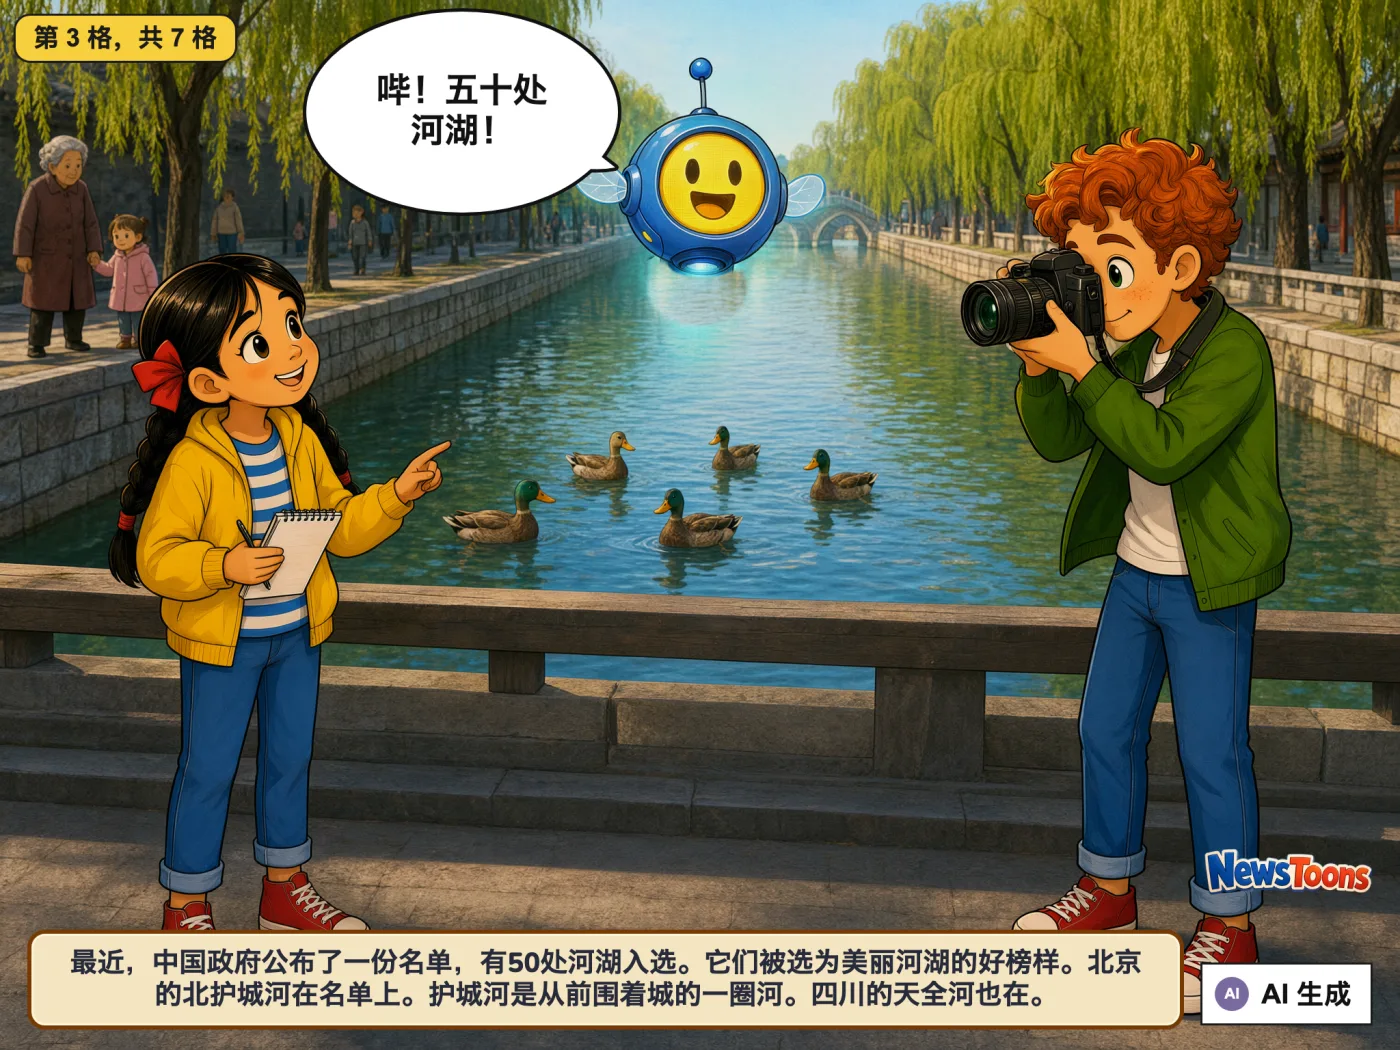 第 3 格，共 7 格
哔！五十处
河湖！
NewsToons
最近，中国政府公布了一份名单，有50处河湖入选。它们被选为美丽河湖的好榜样。北京
的北护城河在名单上。护城河是从前围着城的一圈河。四川的天全河也在。
AI AI 生成